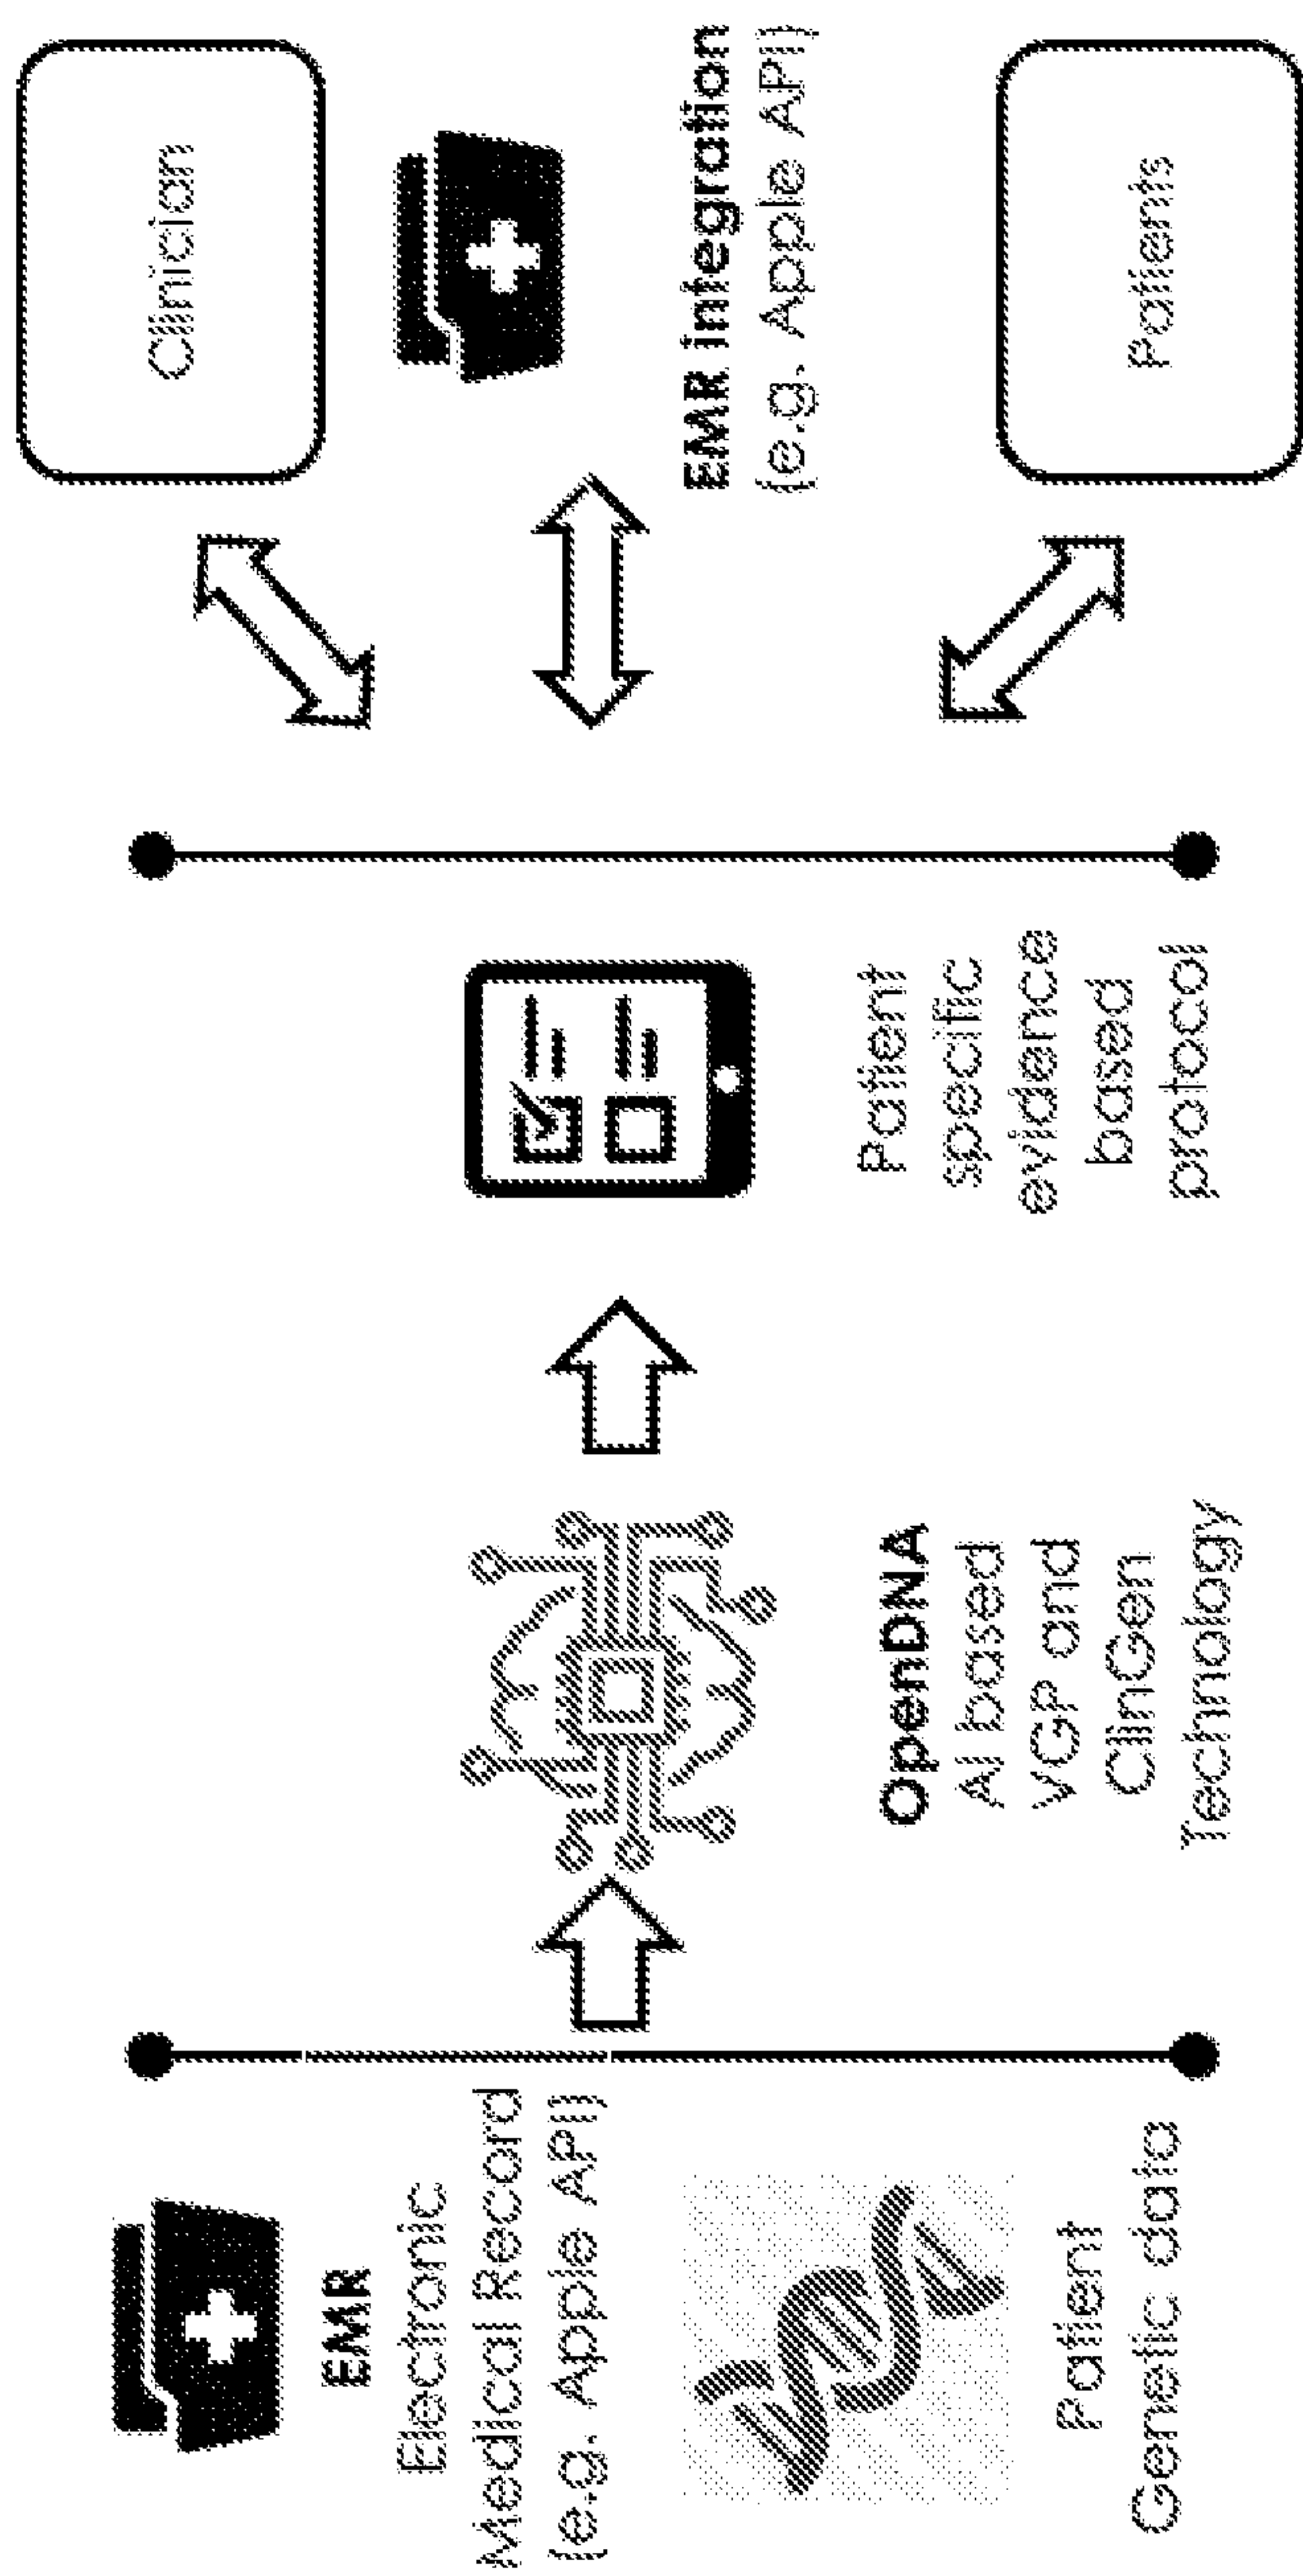 EMR
Electronic
Medical Record
(e.g. Apple API)
Patient
Genetic data
OpenDNA
AI based
VGP and
ClinGen
Technology
Patient
specific
evidence
based
protocol
Clinician
EMR integration
(e.g. Apple API)
Patients